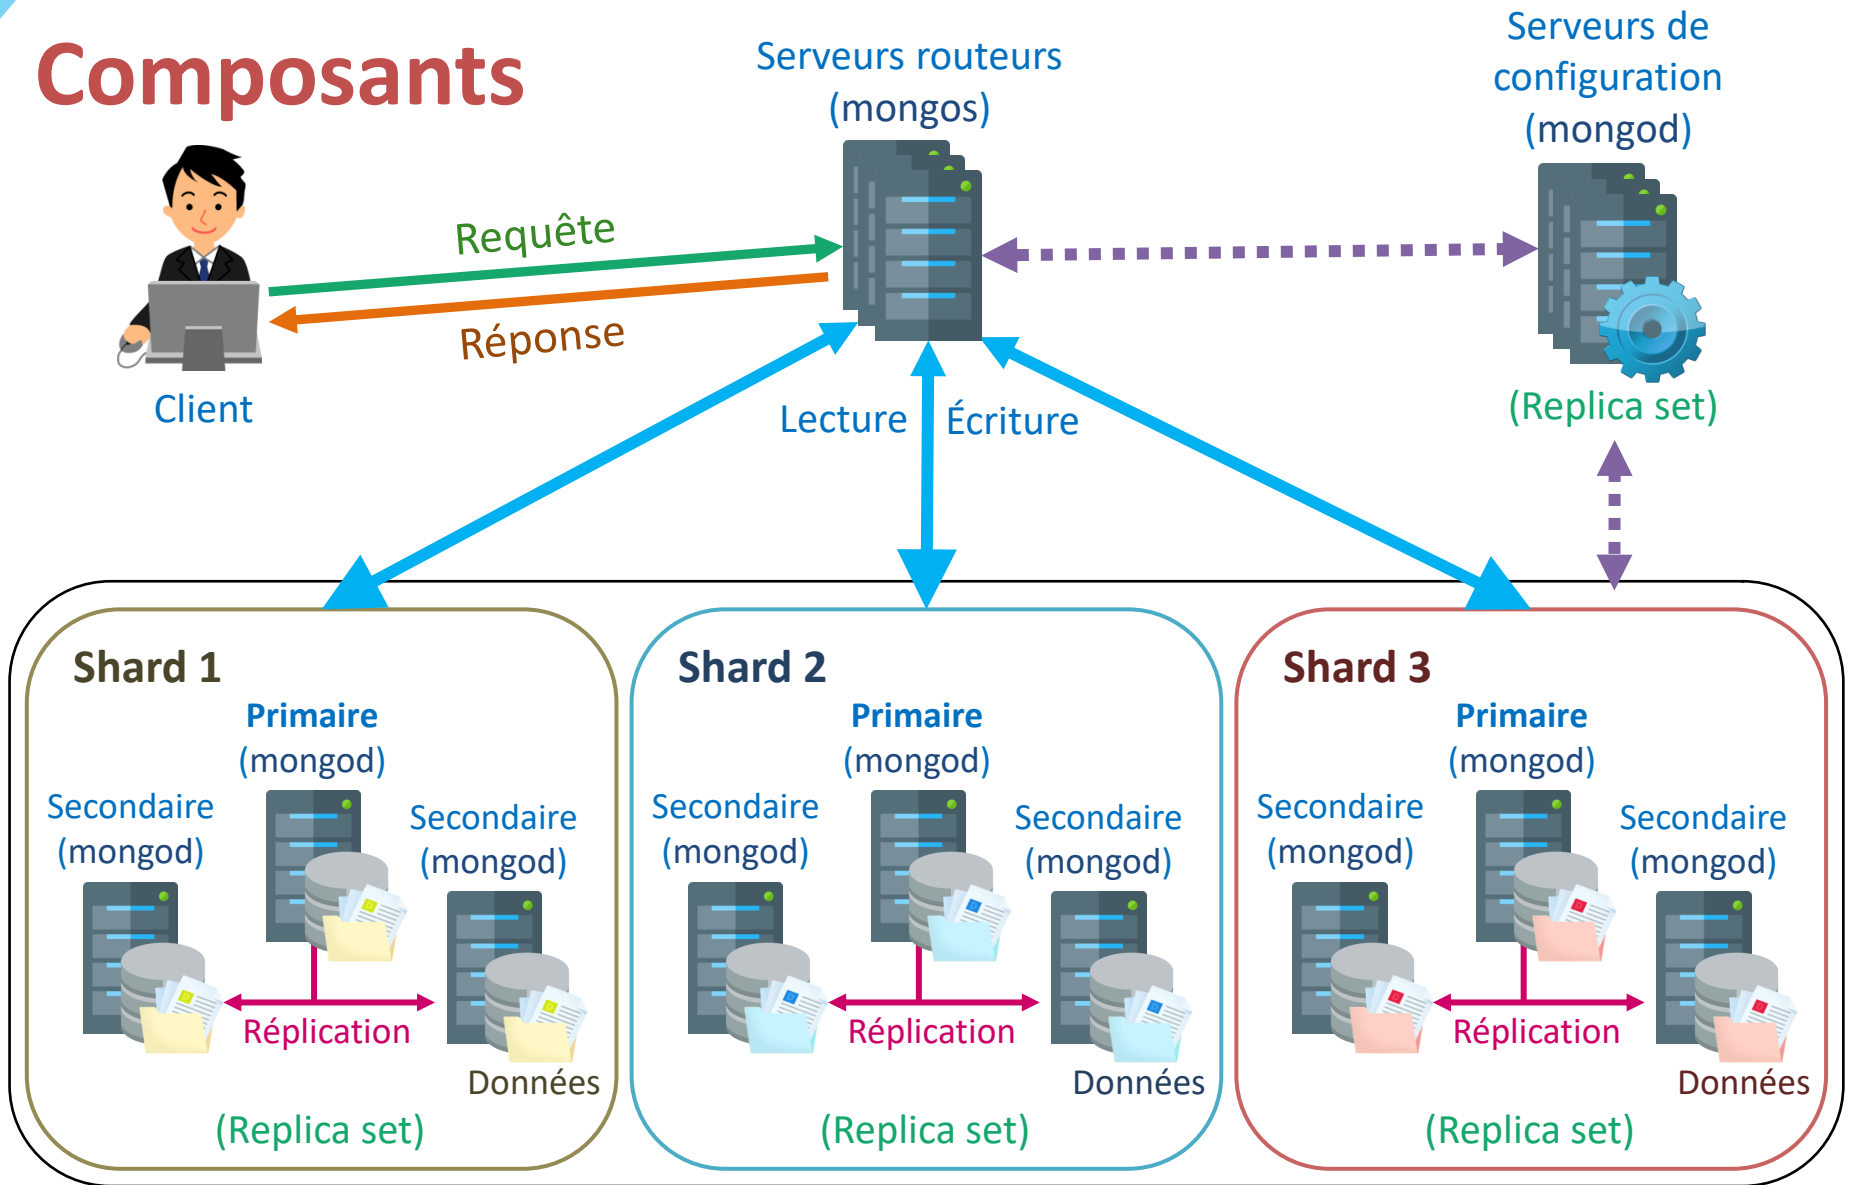 Composants
Serveurs routeurs
(mongos)
Serveurs de
configuration
(mongod)
Requête
Réponse
Client
Lecture
Écriture
(Replica set)
Shard 1
Primaire
(mongod)
Secondaire
(mongod)
Secondaire
(mongod)
Réplication
Données
(Replica set)
Shard 2
Primaire
(mongod)
Secondaire
(mongod)
Secondaire
(mongod)
Réplication
Données
(Replica set)
Shard 3
Primaire
(mongod)
Secondaire
(mongod)
Secondaire
(mongod)
Réplication
Données
(Replica set)